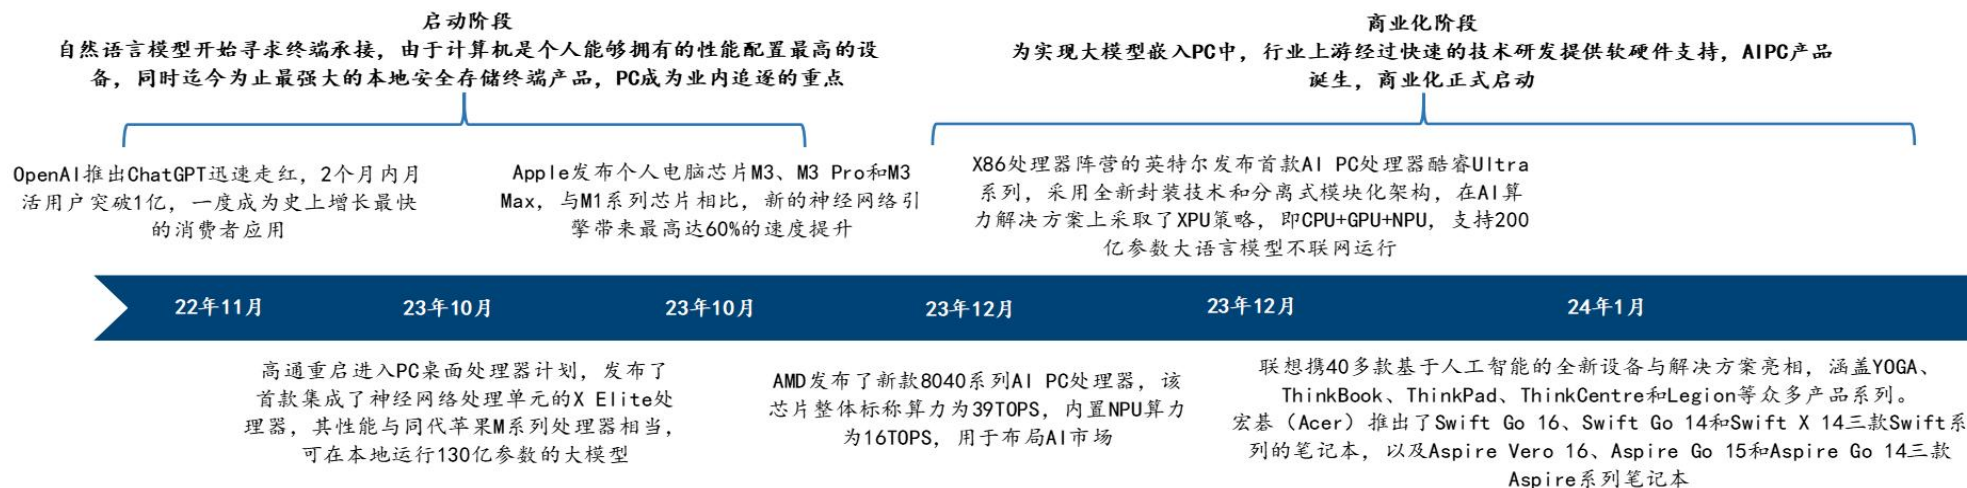 启动阶段
自然语言模型开始寻求终端承接，由于计算机是个人能够拥有的性能配置最高的设
备，同时迄今为止最强大的本地安全存储终端产品，PC成为业内追逐的重点
商业化阶段
为实现大模型嵌入PC中，行业上游经过快速的技术研发提供软硬件支持，AIPC产品
诞生，商业化正式启动
OpenAI推出ChatGPT迅速走红，2个月内月
活用户突破1亿，一度成为史上增长最快
的消费者应用
Apple发布个人电脑芯片M3、M3 Pro和M3
Max，与M1系列芯片相比，新的神经网络引
擎带来最高达60%的速度提升
X86处理器阵营的英特尔发布首款AI PC处理器酷睿Ultra
系列，采用全新封装技术和分离式模块化架构，在AI算
力解决方案上采取了XPU策略，即CPU+GPU+NPU，支持200
亿参数大语言模型不联网运行
22年11月
23年10月
23年10月
23年12月
23年12月
24年1月
高通重启进入PC桌面处理器计划，发布了
首款集成了神经网络处理单元的X Elite处
理器，其性能与同代苹果M系列处理器相当，
可在本地运行130亿参数的大模型
AMD发布了新款8040系列AI PC处理器，该
芯片整体标称算力为39TOPS，内置NPU算力
为16TOPS，用于布局AI市场
联想携40多款基于人工智能的全新设备与解决方案亮相，涵盖YOGA、
ThinkBook、ThinkPad、ThinkCentre和Legion等众多产品系列。
宏碁（Acer）推出了Swift Go 16、Swift Go 14和Swift X 14三款Swift系
列的笔记本，以及Aspire Vero 16、Aspire Go 15和Aspire Go 14三款
Aspire系列笔记本